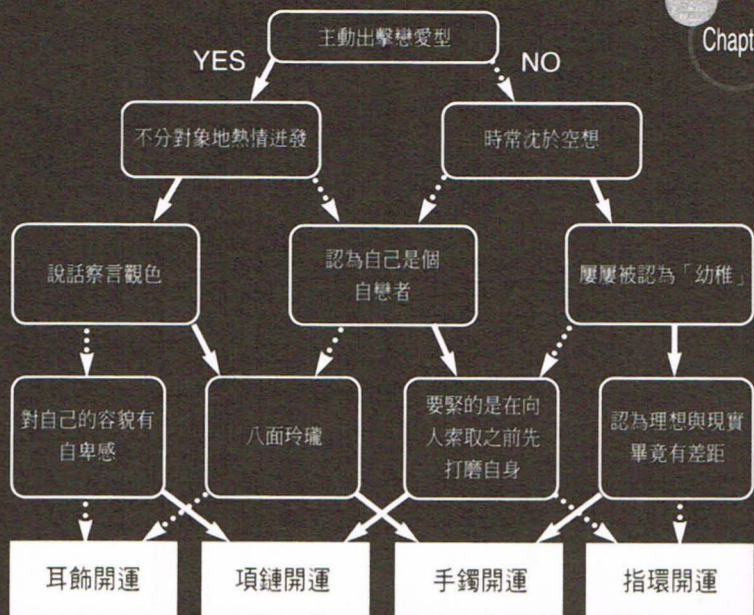 主動出擊戀愛型
Chapt
YES
NO
不分對象地熱情迸發
時常沈於空想
說話察言觀色
認為自己是個
自戀者
屢屢被認為「幼稚」
對自己的容貌有
自卑感
八面玲瓏
要緊的是在向
人索取之前先
打磨自身
認為理想與現實
畢竟有差距
耳飾開運
項鏈開運
手鐲開運
指環開運